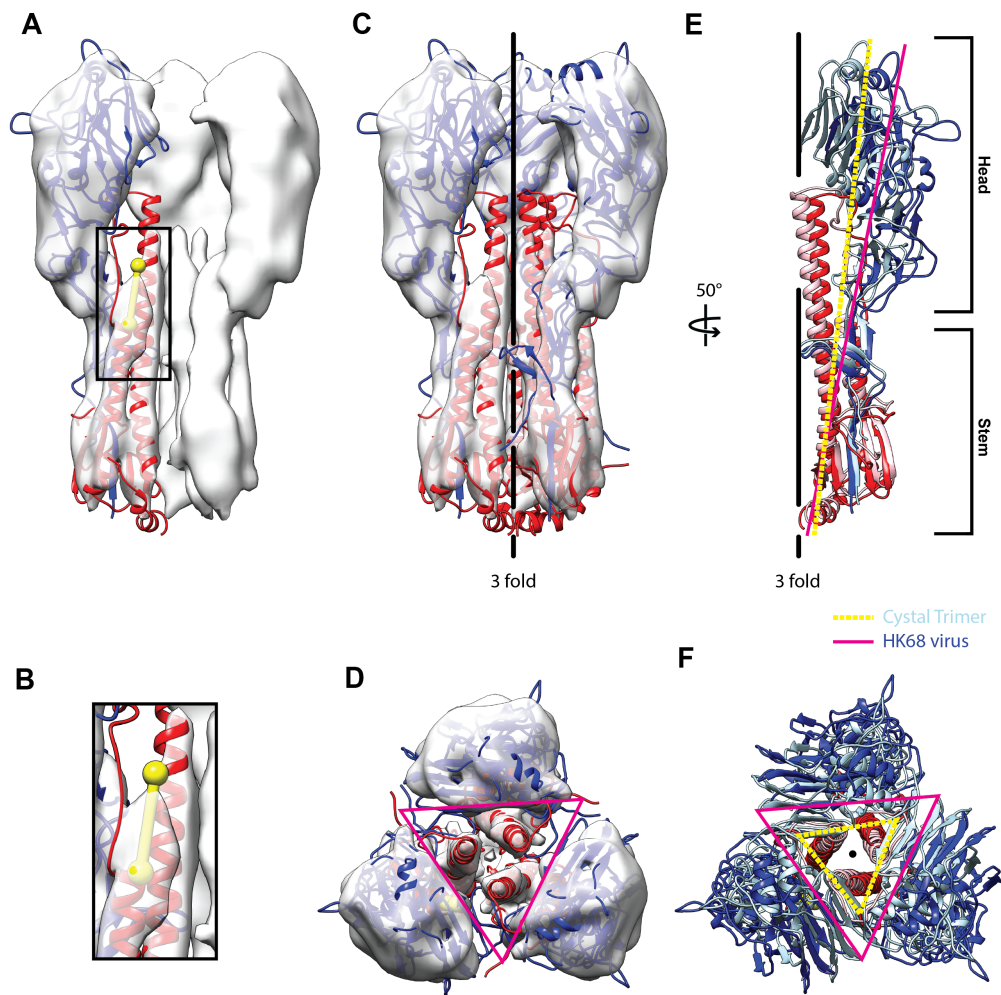 A
C
E
Head
50°
Stem
3 fold
3 fold
Cystal Trimer
HK68 virus
B
D
F